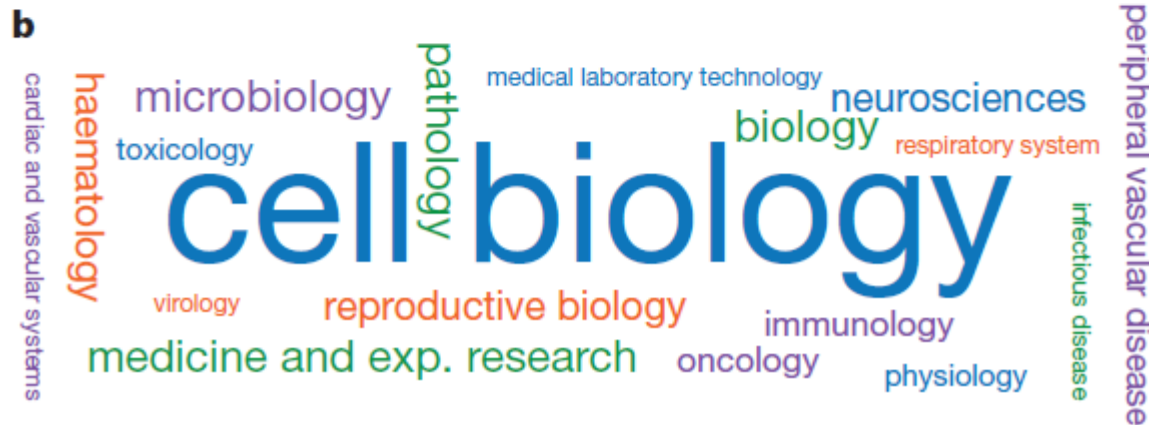 b
cardiac and vascular systems
haematology
microbiology
toxicology
pathology
medical laboratory technology
biology
neurosciences
respiratory system
peripheral vascular disease
cell biology
infectious disease
virology
reproductive biology
immunology
medicine and exp. research
oncology
physiology